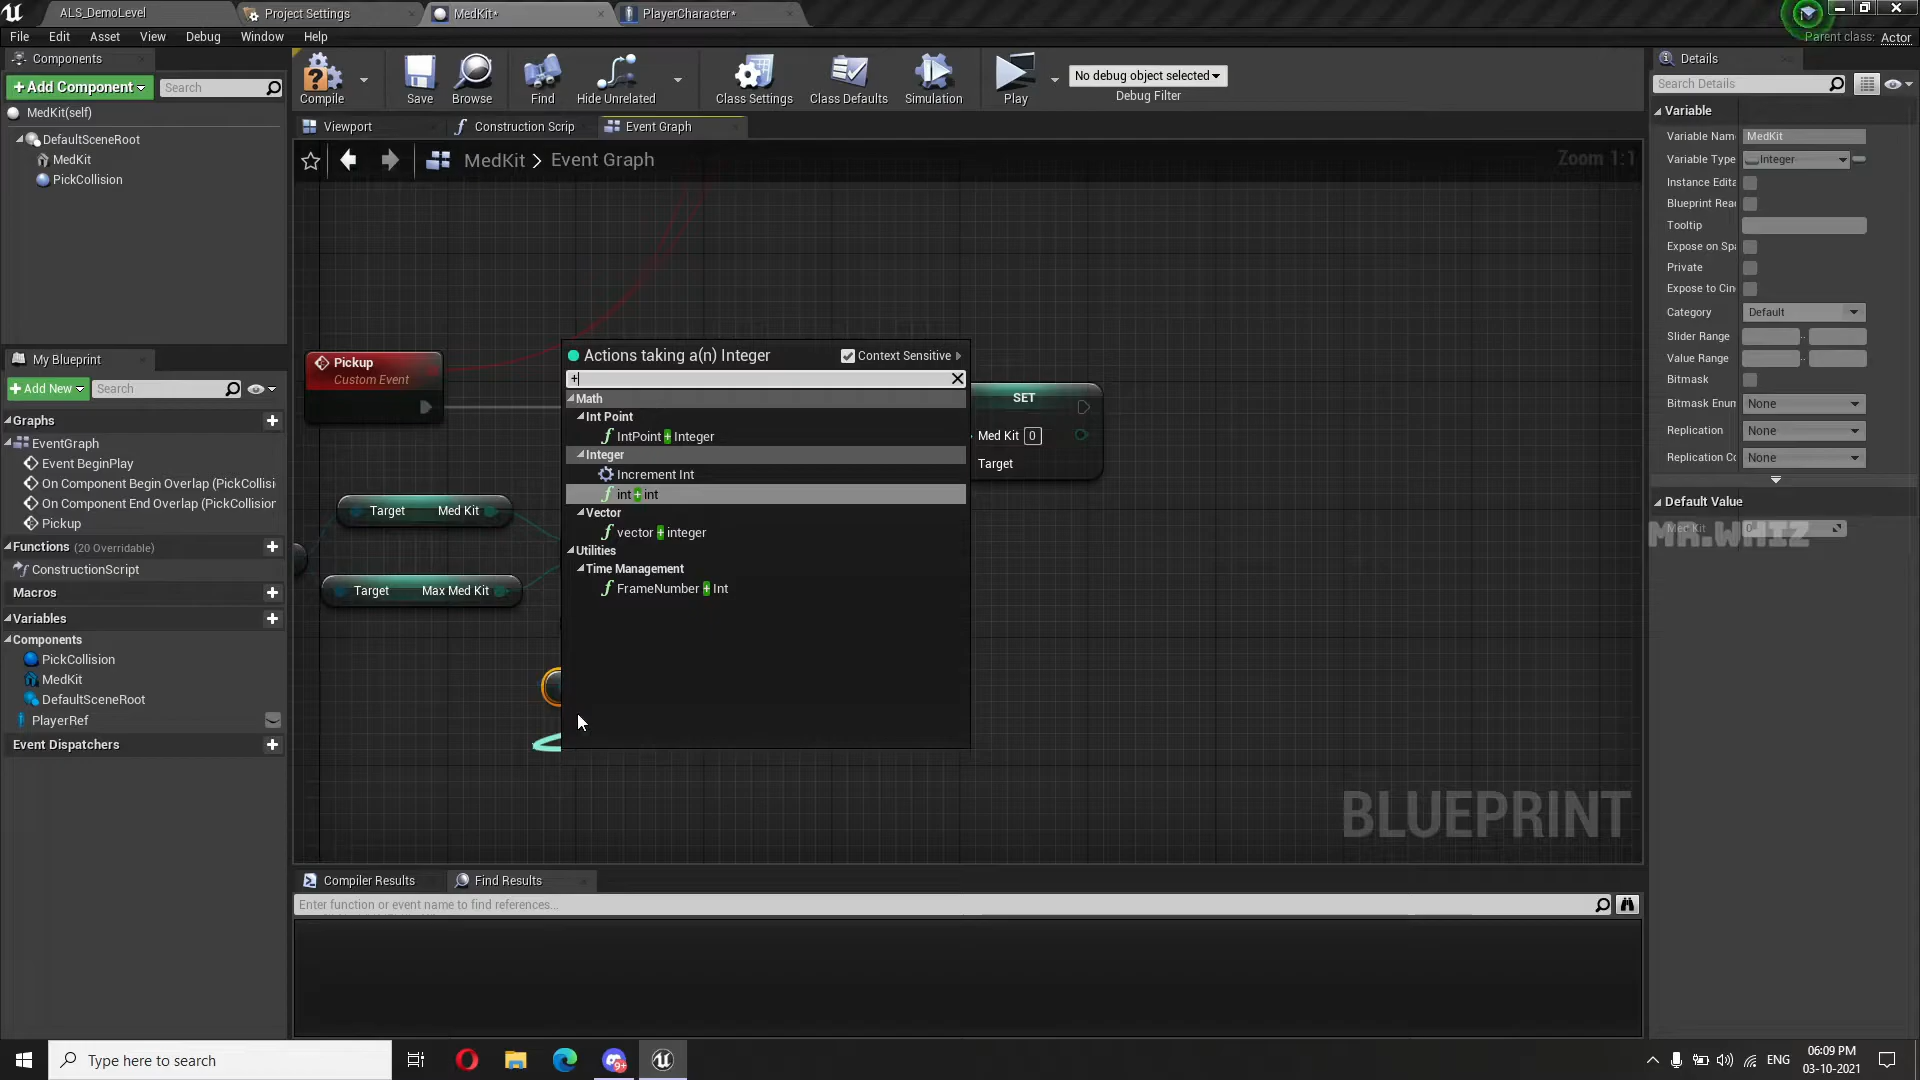 ALS_DemoLevel
Project Settings
MedKit*
PlayerCharacter*
File Edit Asset View Debug Window Help
Parent class: Actor
Components
+Add Component
Search
MedKit(self)
DefaultSceneRoot
MedKit
PickCollision
My Blueprint
+Add New
Search
Graphs
EventGraph
Event BeginPlay
On Component Begin Overlap (PickCollisi
On Component End Overlap (PickCollision
Pickup
Functions (20 Overridable)
ConstructionScript
Macros
Variables
Components
PickCollision
MedKit
DefaultSceneRoot
PlayerRef
Event Dispatchers
Compile
Save
Browse
Find
Hide Unrelated
Class Settings
Class Defaults
Simulation
Play
No debug object selected
Debug Filter
Viewport
Construction Scrip
Event Graph
MedKit > Event Graph
Zoom 1:1
Pickup
Custom Event
Target Med Kit
Target Max Med Kit
Actions taking a(n) Integer
Context Sensitive
+
Math
Int Point
IntPoint + Integer
Integer
Increment Int
int + int
Vector
vector + integer
Utilities
Time Management
FrameNumber + Int
SET
Med Kit 0
Target
BLUEPRINT
Compiler Results
Find Results
Enter function or event name to find references...
Details
Search Details
Variable
Variable Nam MedKit
Variable Type Integer
Instance Edita
Blueprint Rea
Tooltip
Expose on Spa
Private
Expose to Cin
Category Default
Slider Range
Value Range
Bitmask
Bitmask Enum None
Replication None
Replication Co None
Default Value
Med Kit 0
MR.WHIZ
Type here to search
9+
ENG
06:09 PM
03-10-2021